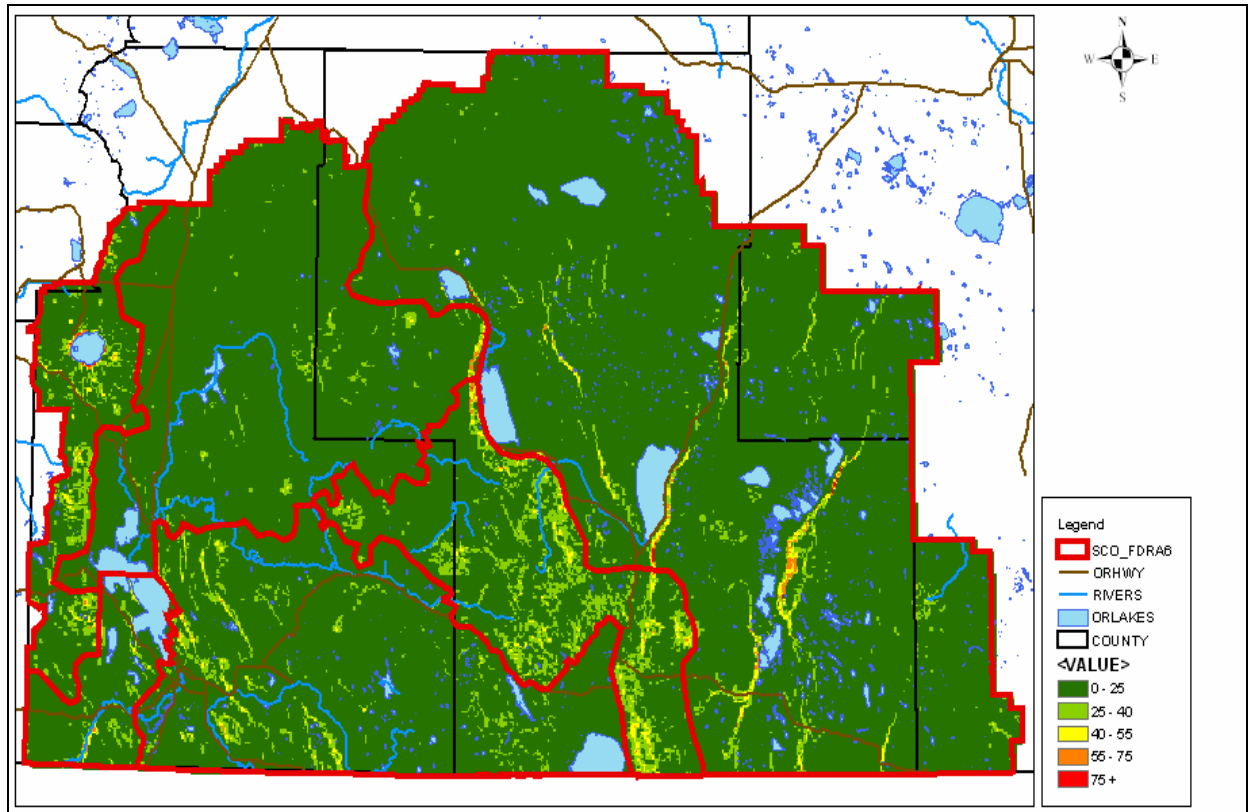 N
W E
S
Legend
SCO_FDRA6
ORHWY
RIVERS
ORLAKES
COUNTY
<VALUE>
0 - 25
25 - 40
40 - 55
55 - 75
75 +